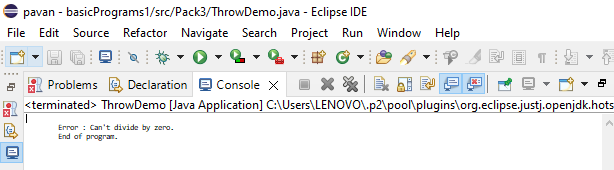 pavan - basicPrograms1/src/Pack3/ThrowDemo.java - Eclipse IDE
File Edit Source Refactor Navigate Search Project Run Window Help
Problems Declaration Console
<terminated> ThrowDemo [Java Application] C:\Users\LENOVO\.p2\pool\plugins\org.eclipse.justj.openjdk.hots
Error : Can't divide by zero.
End of program.